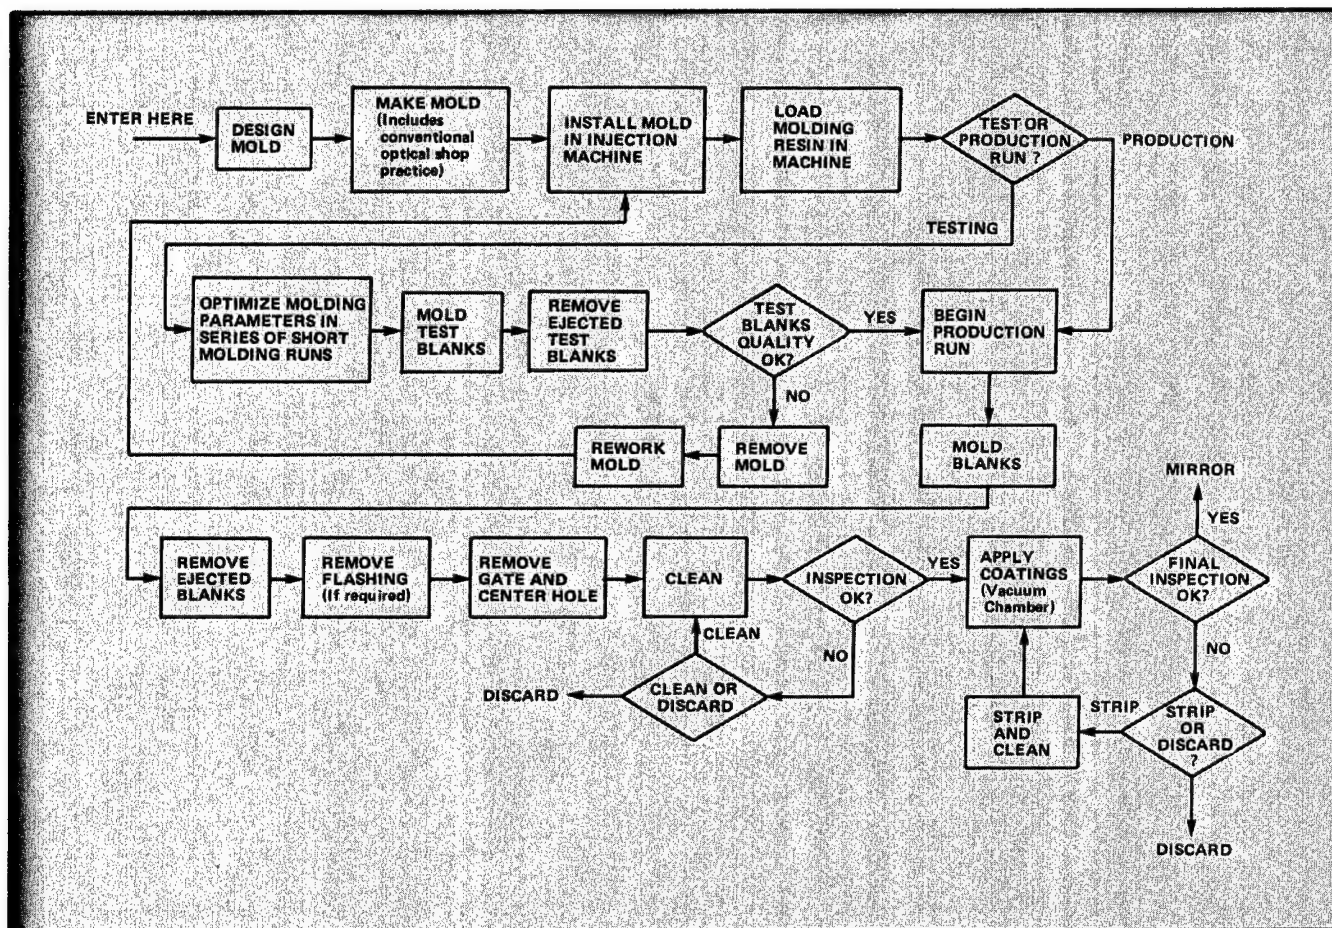 ENTER HERE
DESIGN
MOLD
MAKE MOLD
(Includes
conventional
optical shop
practice)
INSTALL MOLD
IN INJECTION
MACHINE
LOAD
MOLDING
RESIN IN
MACHINE
TEST OR
PRODUCTION
RUN ?
PRODUCTION
TESTING
OPTIMIZE MOLDING
PARAMETERS IN
SERIES OF SHORT
MOLDING RUNS
MOLD
TEST
BLANKS
REMOVE
EJECTED
TEST
BLANKS
TEST
BLANKS
QUALITY
OK?
YES
BEGIN
PRODUCTION
RUN
NO
REWORK
MOLD
REMOVE
MOLD
MOLD
BLANKS
MIRROR
YES
REMOVE
EJECTED
BLANKS
REMOVE
FLASHING
(If required)
REMOVE
GATE AND
CENTER HOLE
CLEAN
INSPECTION
OK?
YES
APPLY
COATINGS
(Vacuum
Chamber)
FINAL
INSPECTION
OK?
CLEAN
NO
NO
DISCARD
CLEAN OR
DISCARD
STRIP
AND
CLEAN
STRIP
STRIP
OR
DISCARD
?
DISCARD